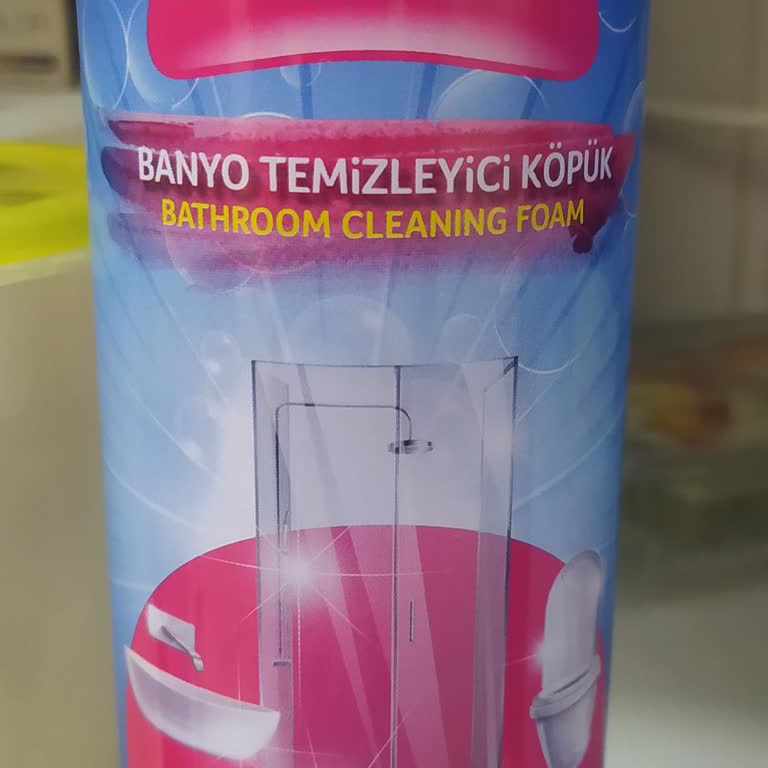 BANYO TEMiZLEYiCi KÖPÜK
BATHROOM CLEANING FOAM